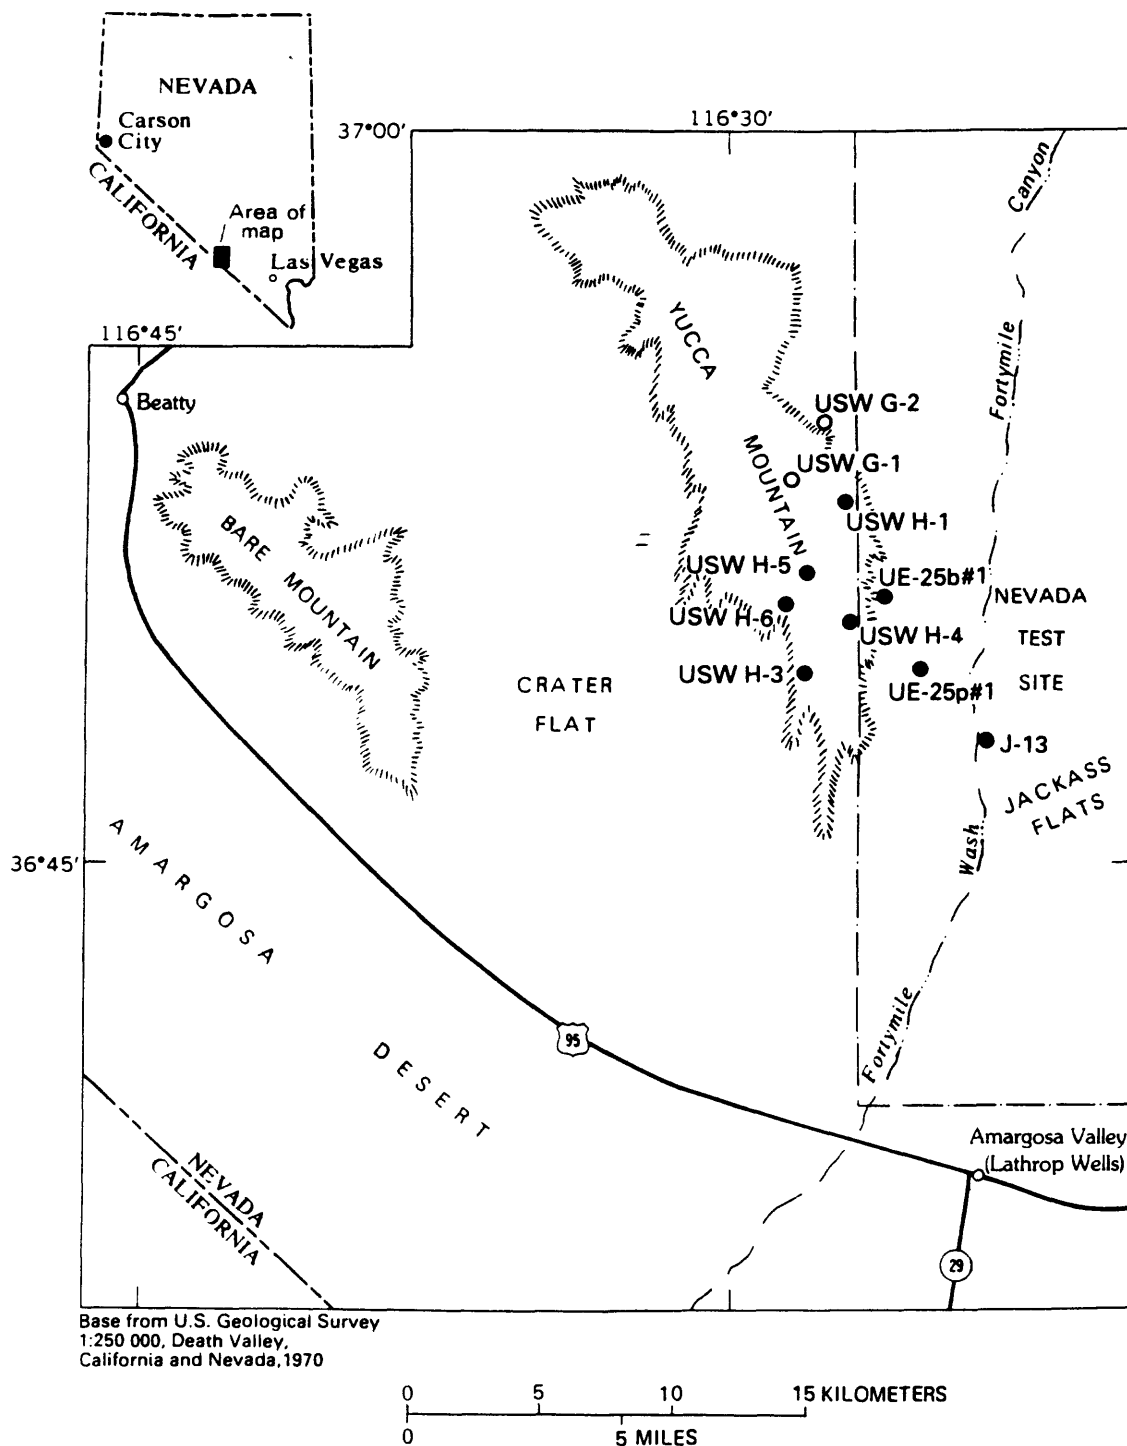 NEVADA
Carson
City
CALIFORNIA
Area of
map
Las Vegas
116°30'
37°00'
116°45'
Beatty
BARE MOUNTAIN
YUCCA
MOUNTAIN
Canyon
Fortymile
USW G-2
USW G-1
USW H-1
USW H-5
UE-25b#1
USW H-6
USW H-4
USW H-3
UE-25p#1
NEVADA
TEST
SITE
CRATER
FLAT
J-13
JACKASS
FLATS
Wash
Fortymile
36°45'
AMARGOSA
DESERT
95
Amargosa Valley
(Lathrop Wells)
29
NEVADA
CALIFORNIA
Base from U.S. Geological Survey
1:250 000, Death Valley,
California and Nevada,1970
0 5 10 15 KILOMETERS
0 5 MILES